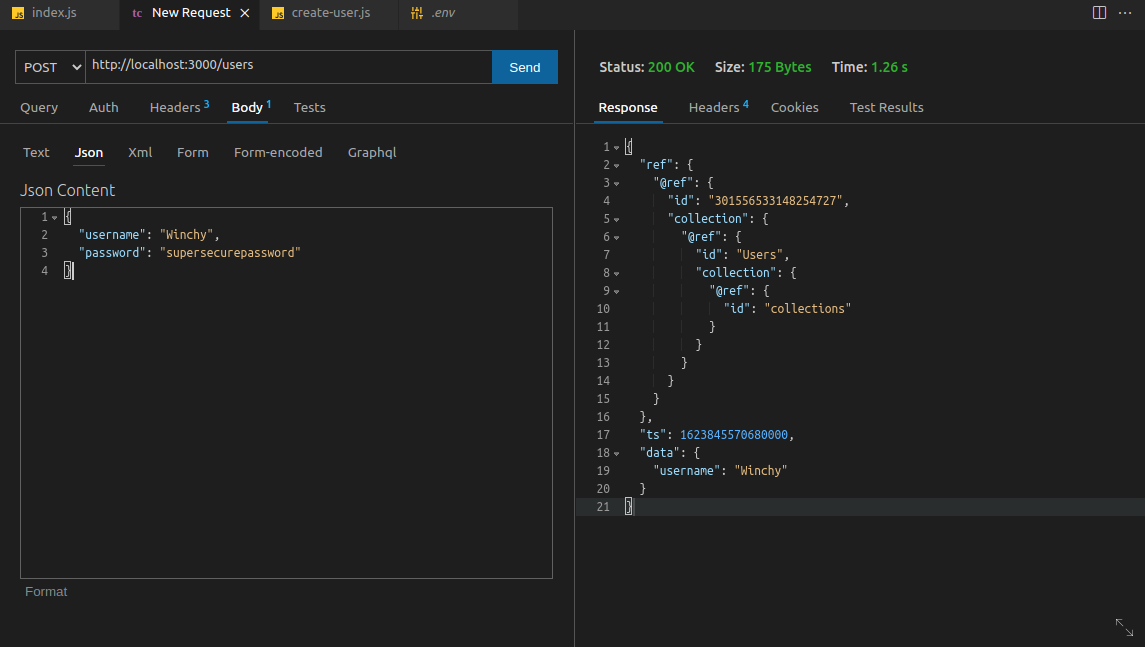 JS index.js
tc New Request ×
JS create-user.js
.env
POST
http://localhost:3000/users
Send
Query Auth Headers 3 Body 1 Tests
Text Json Xml Form Form-encoded Graphql
Json Content
1 {
2 "username": "Winchy",
3 "password": "supersecurepassword"
4 }
Format
Status: 200 OK Size: 175 Bytes Time: 1.26 s
Response Headers 4 Cookies Test Results
1 {
2 "ref": {
3 "@ref": {
4 "id": "301556533148254727",
5 "collection": {
6 "@ref": {
7 "id": "Users",
8 "collection": {
9 "@ref": {
10 "id": "collections"
11 }
12 }
13 }
14 }
15 }
16 },
17 "ts": 1623845570680000,
18 "data": {
19 "username": "Winchy"
20 }
21 }